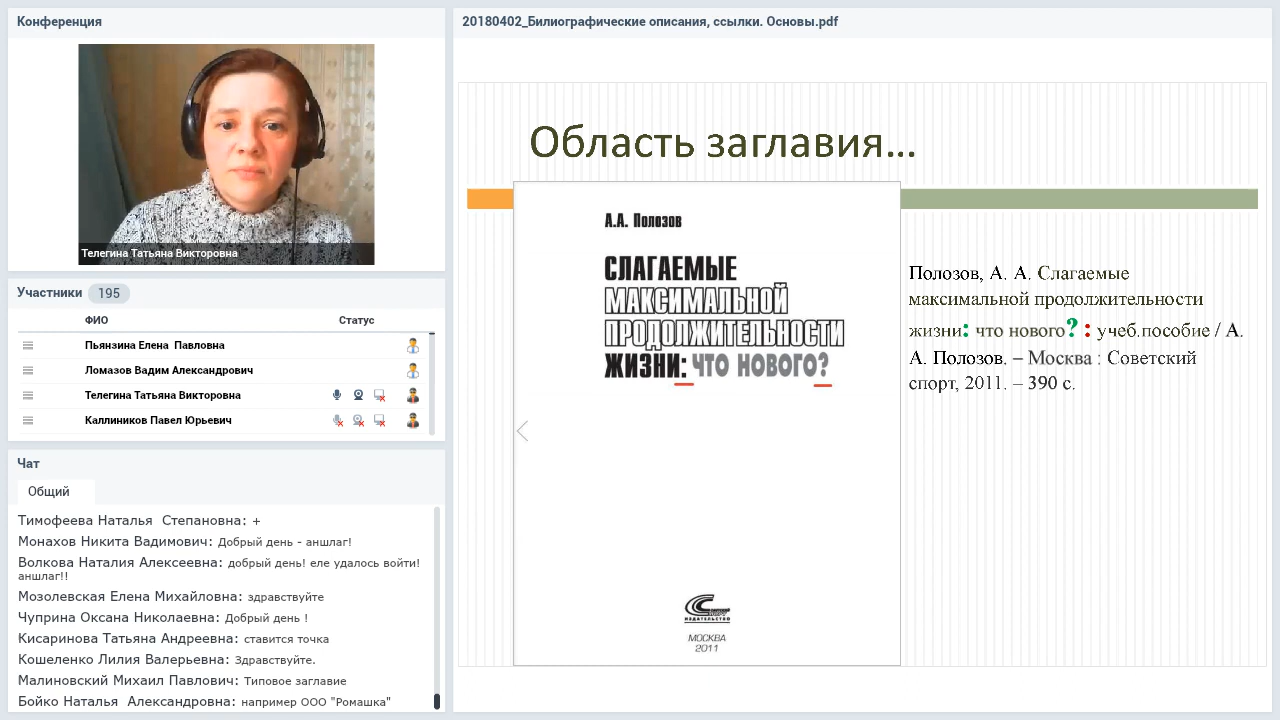 Конференция
Телегина Татьяна Викторовна
Участники 195
ФИО Статус
Пьянзина Елена Павловна
Ломазов Вадим Александрович
Телегина Татьяна Викторовна
Каллиников Павел Юрьевич
Чат
Общий
Тимофеева Наталья Степановна: +
Монахов Никита Вадимович: Добрый день - аншлаг!
Волкова Наталия Алексеевна: добрый день! еле удалось войти!
аншлаг!!
Мозолевская Елена Михайловна: здравствуйте
Чуприна Оксана Николаевна: Добрый день !
Кисаринова Татьяна Андреевна: ставится точка
Кошеленко Лилия Валерьевна: Здравствуйте.
Малиновский Михаил Павлович: Типовое заглавие
Бойко Наталья Александровна: например ООО "Ромашка"
20180402_Билиографические описания, ссылки. Основы.pdf
Область заглавия...
А.А. Полозов
СЛАГАЕМЫЕ
МАКСИМАЛЬНОЙ
ПРОДОЛЖИТЕЛЬНОСТИ
ЖИЗНИ: ЧТО НОВОГО?
ИЗДАТЕЛЬСТВО
МОСКВА
2011
Полозов, А. А. Слагаемые
максимальной продолжительности
жизни: что нового? : учеб.пособие / А.
А. Полозов. – Москва : Советский
спорт, 2011. – 390 с.